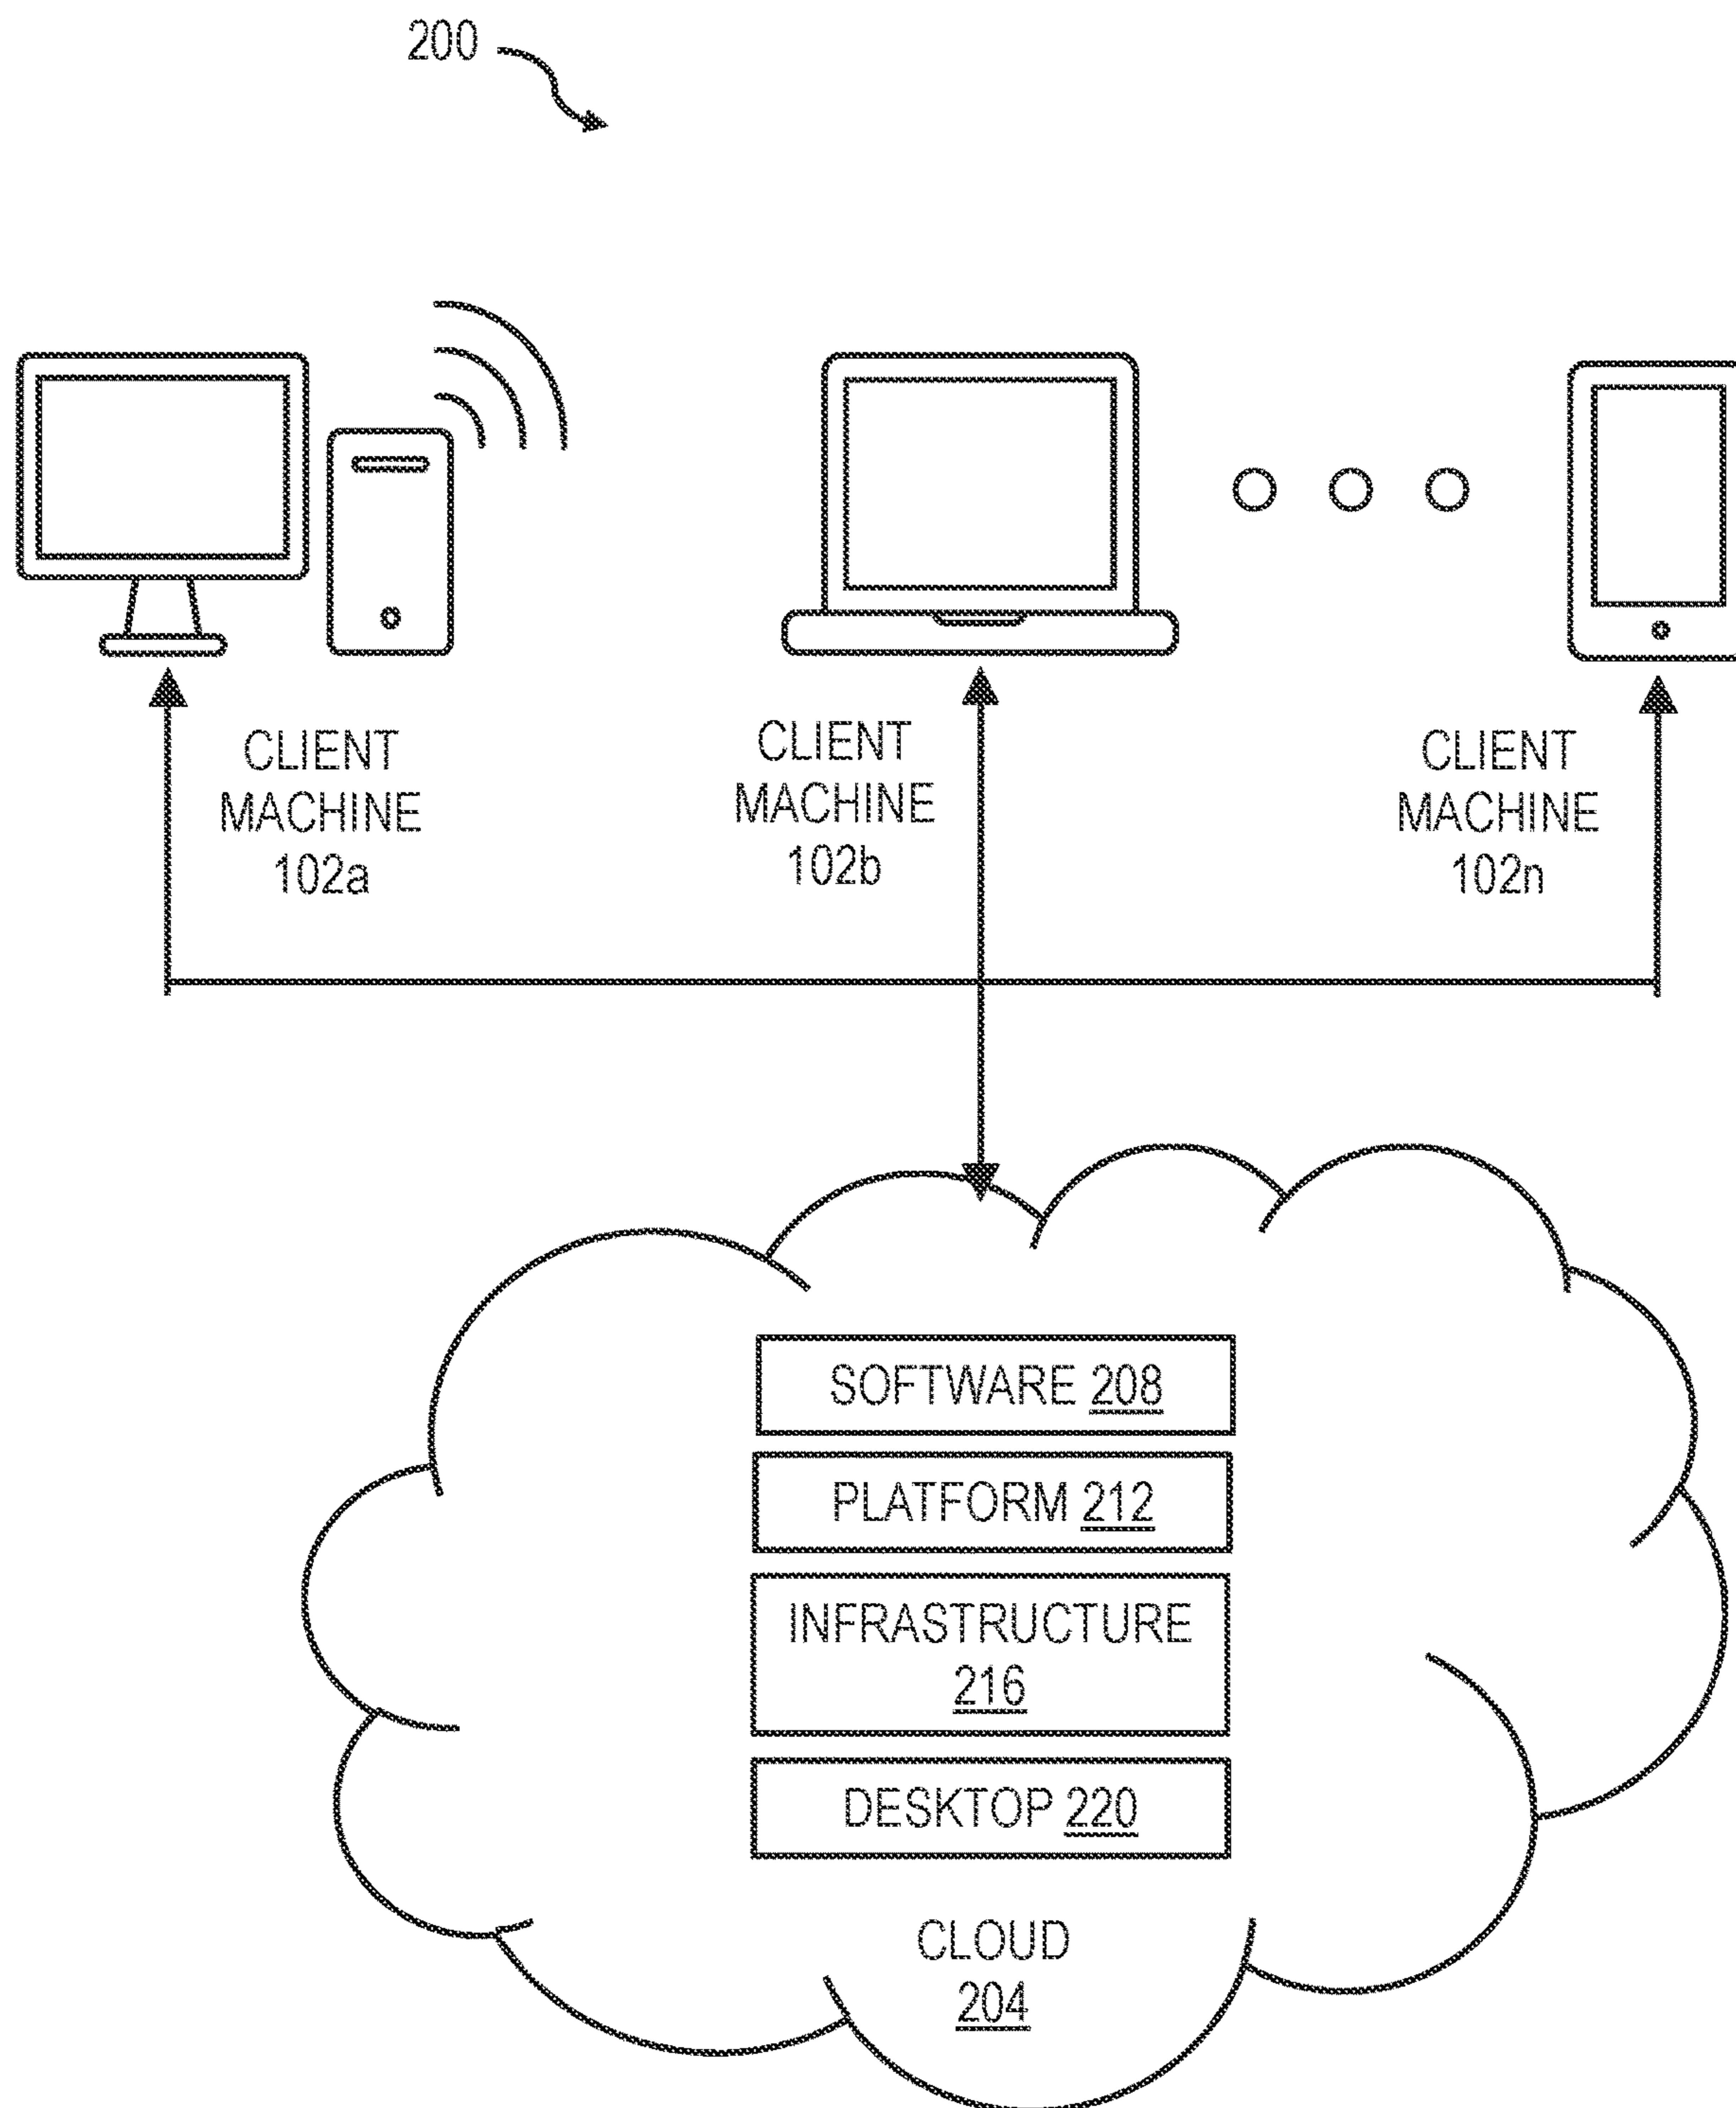 200
CLIENT
MACHINE
102a
CLIENT
MACHINE
102b
CLIENT
MACHINE
102n
SOFTWARE 208
PLATFORM 212
INFRASTRUCTURE
216
DESKTOP 220
CLOUD
204